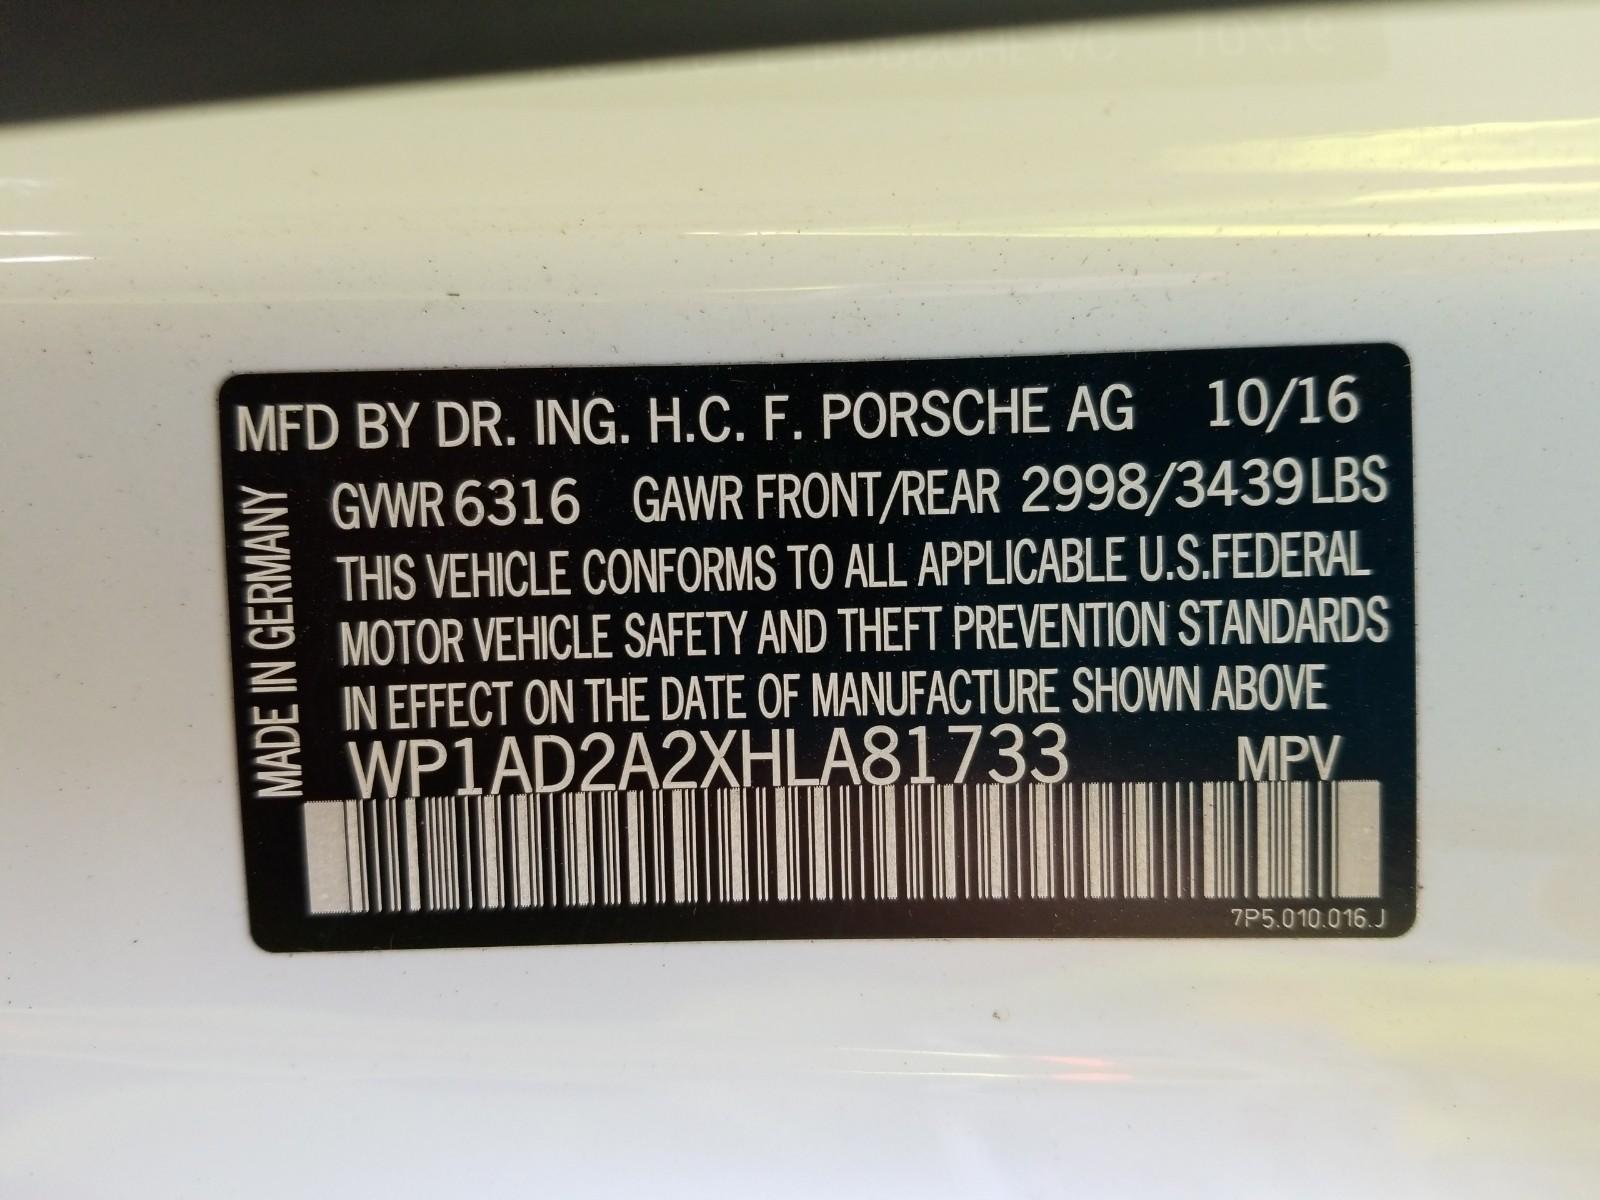 MFD BY DR. ING. H.C. F. PORSCHE AG 10/16
GVWR 6316 GAWR FRONT/REAR 2998/3439 LBS
THIS VEHICLE CONFORMS TO ALL APPLICABLE U.S. FEDERAL
MOTOR VEHICLE SAFETY AND THEFT PREVENTION STANDARDS
IN EFFECT ON THE DATE OF MANUFACTURE SHOWN ABOVE
WP1AD2A2XHLA81733 MPV
7P5.010.016.J
MADE IN GERMANY